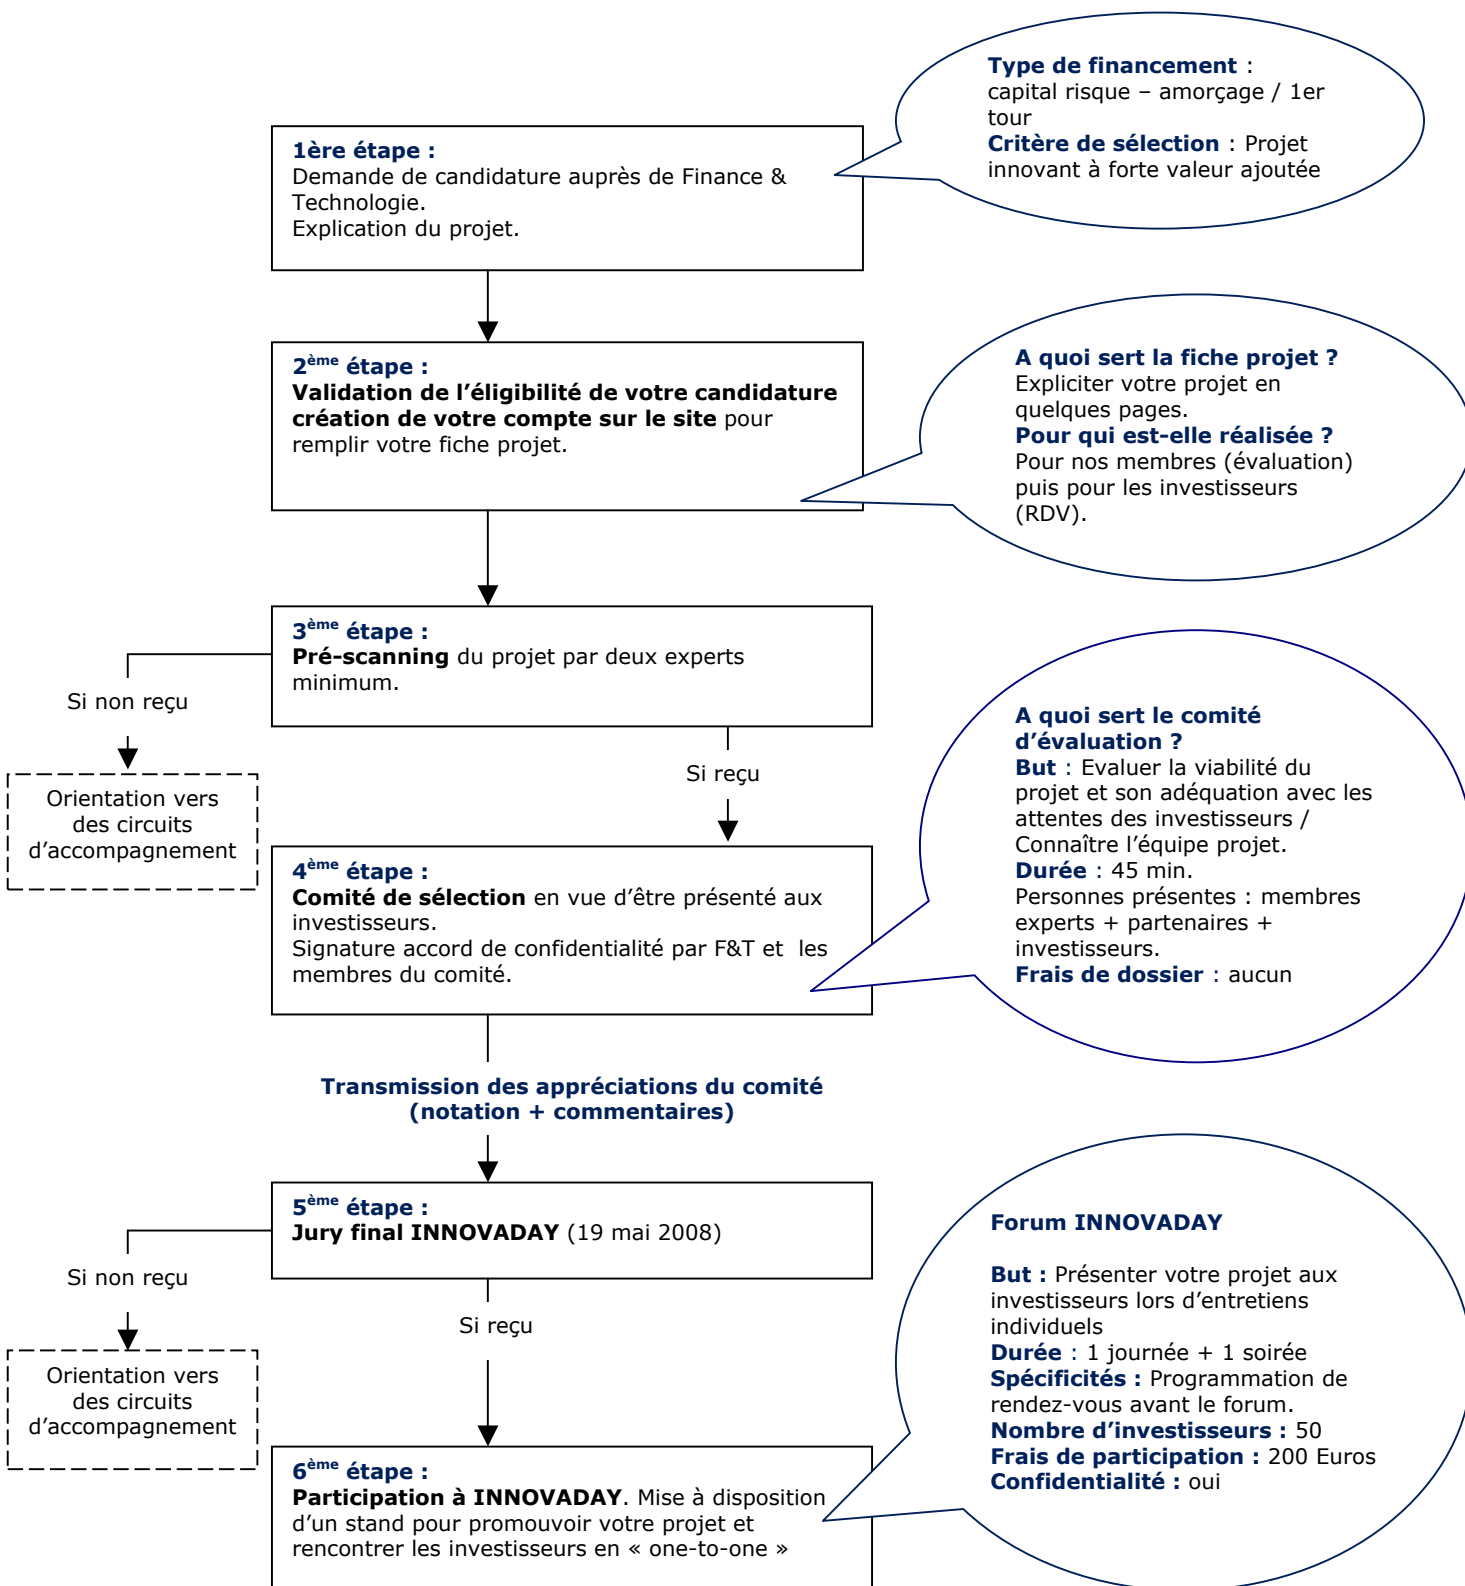 Type de financement :
capital risque – amorçage / 1er
tour
Critère de sélection : Projet
innovant à forte valeur ajoutée
1ère étape :
Demande de candidature auprès de Finance &
Technologie.
Explication du projet.
2ème étape :
Validation de l’éligibilité de votre candidature
création de votre compte sur le site pour
remplir votre fiche projet.
A quoi sert la fiche projet ?
Expliciter votre projet en
quelques pages.
Pour qui est-elle réalisée ?
Pour nos membres (évaluation)
puis pour les investisseurs
(RDV).
3ème étape :
Pré-scanning du projet par deux experts
minimum.
Si non reçu
Si reçu
Orientation vers
des circuits
d’accompagnement
A quoi sert le comité
d’évaluation ?
But : Evaluer la viabilité du
projet et son adéquation avec les
attentes des investisseurs /
Connaître l’équipe projet.
Durée : 45 min.
Personnes présentes : membres
experts + partenaires +
investisseurs.
Frais de dossier : aucun
4ème étape :
Comité de sélection en vue d’être présenté aux
investisseurs.
Signature accord de confidentialité par F&T et  les
membres du comité.
Transmission des appréciations du comité
(notation + commentaires)
5ème étape :
Jury final INNOVADAY (19 mai 2008)
Si non reçu
Si reçu
Orientation vers
des circuits
d’accompagnement
Forum INNOVADAY
But : Présenter votre projet aux
investisseurs lors d’entretiens
individuels
Durée : 1 journée + 1 soirée
Spécificités : Programmation de
rendez-vous avant le forum.
Nombre d’investisseurs : 50
Frais de participation : 200 Euros
Confidentialité : oui
6ème étape :
Participation à INNOVADAY. Mise à disposition
d’un stand pour promouvoir votre projet et
rencontrer les investisseurs en « one-to-one »